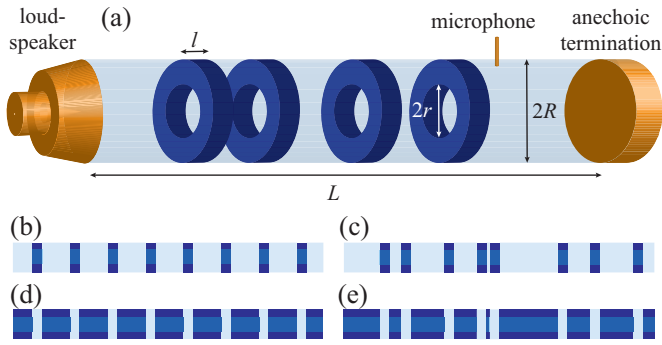 loud-
speaker
(a)
l
microphone
anechoic
termination
2r
2R
L
(b)
(c)
(d)
(e)